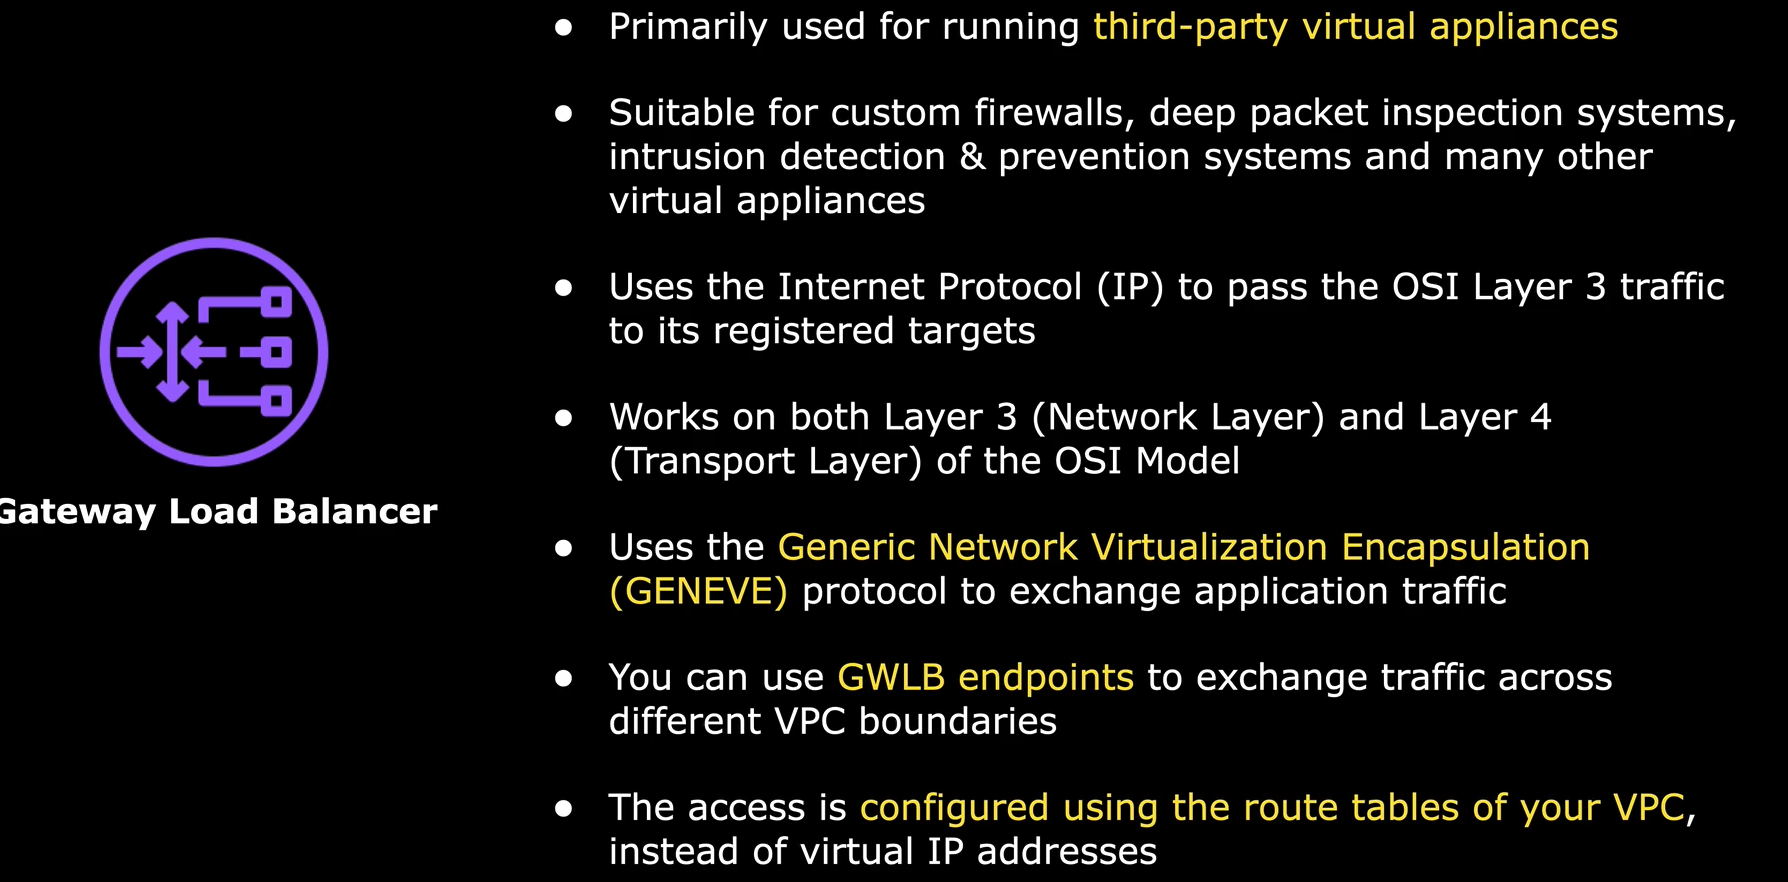 ● Primarily used for running third-party virtual appliances
● Suitable for custom firewalls, deep packet inspection systems,
intrusion detection & prevention systems and many other
virtual appliances
● Uses the Internet Protocol (IP) to pass the OSI Layer 3 traffic
to its registered targets
● Works on both Layer 3 (Network Layer) and Layer 4
(Transport Layer) of the OSI Model
Gateway Load Balancer
● Uses the Generic Network Virtualization Encapsulation
(GENEVE) protocol to exchange application traffic
● You can use GWLB endpoints to exchange traffic across
different VPC boundaries
● The access is configured using the route tables of your VPC,
instead of virtual IP addresses